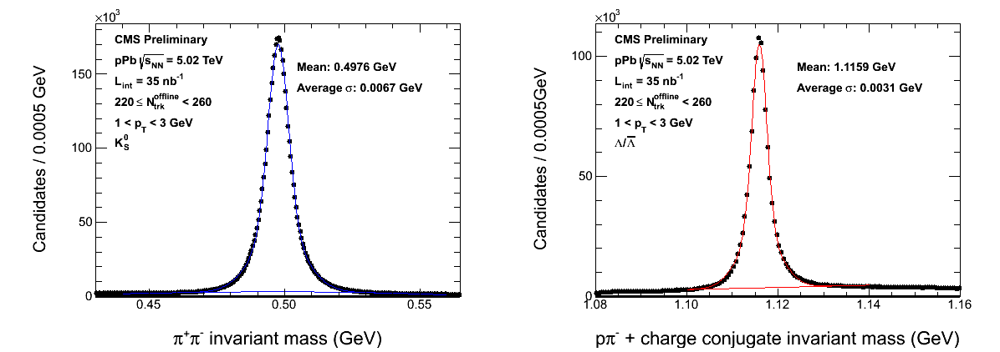 ×10³
CMS Preliminary
pPb √sNN = 5.02 TeV
Lint = 35 nb⁻¹
220 ≤ Ntrk^offline < 260
1 < pT < 3 GeV
K⁰S
Mean: 0.4976 GeV
Average σ: 0.0067 GeV
Candidates / 0.0005 GeV
150
100
50
0
0.45 0.50 0.55
π⁺π⁻ invariant mass (GeV)
×10³
CMS Preliminary
pPb √sNN = 5.02 TeV
Lint = 35 nb⁻¹
220 ≤ Ntrk^offline < 260
1 < pT < 3 GeV
Λ/Λ̅
Mean: 1.1159 GeV
Average σ: 0.0031 GeV
Candidates / 0.0005GeV
100
50
0
1.08 1.10 1.12 1.14 1.16
pπ⁻ + charge conjugate invariant mass (GeV)